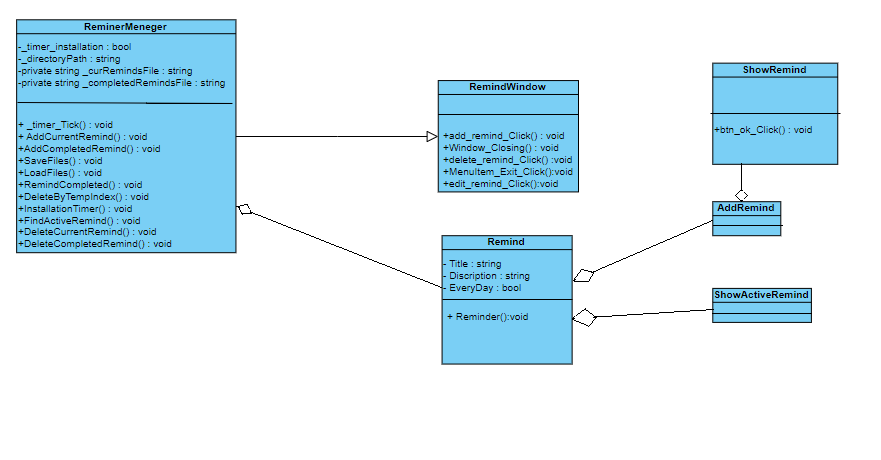 ReminerMeneger
-_timer_installation : bool
-_directoryPath : string
-private string _curRemindsFile : string
-private string _completedRemindsFile : string
+ _timer_Tick() : void
+ AddCurrentRemind() : void
+AddCompletedRemind() : void
+SaveFiles() : void
+LoadFiles() : void
+RemindCompleted() : void
+DeleteByTempIndex() : void
+InstallationTimer() : void
+FindActiveRemind() : void
+DeleteCurrentRemind() : void
+DeleteCompletedRemind() : void
RemindWindow
+add_remind_Click() : void
+Window_Closing() : void
+delete_remind_Click() :void
+MenuItem_Exit_Click():void
+edit_remind_Click():void
ShowRemind
+btn_ok_Click() : void
AddRemind
Remind
- Title : string
- Discription : string
- EveryDay : bool
+ Reminder():void
ShowActiveRemind